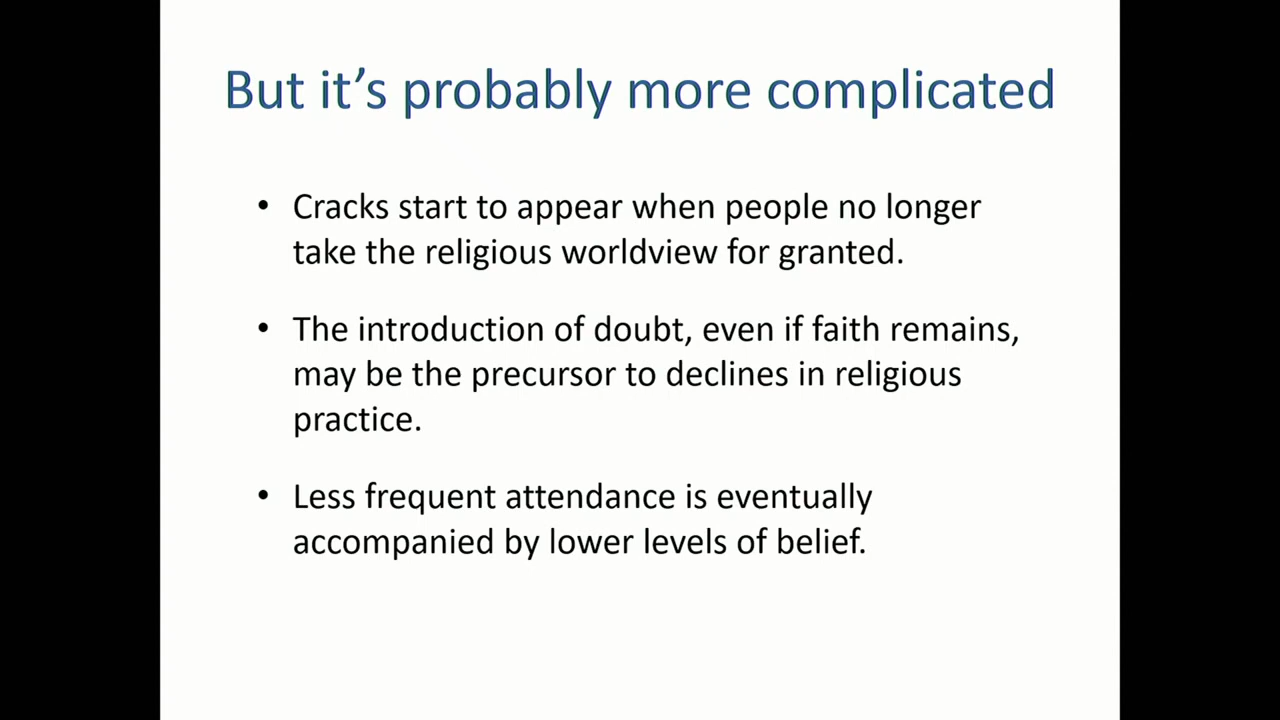 But it’s probably more complicated
• Cracks start to appear when people no longer
take the religious worldview for granted.
• The introduction of doubt, even if faith remains,
may be the precursor to declines in religious
practice.
• Less frequent attendance is eventually
accompanied by lower levels of belief.